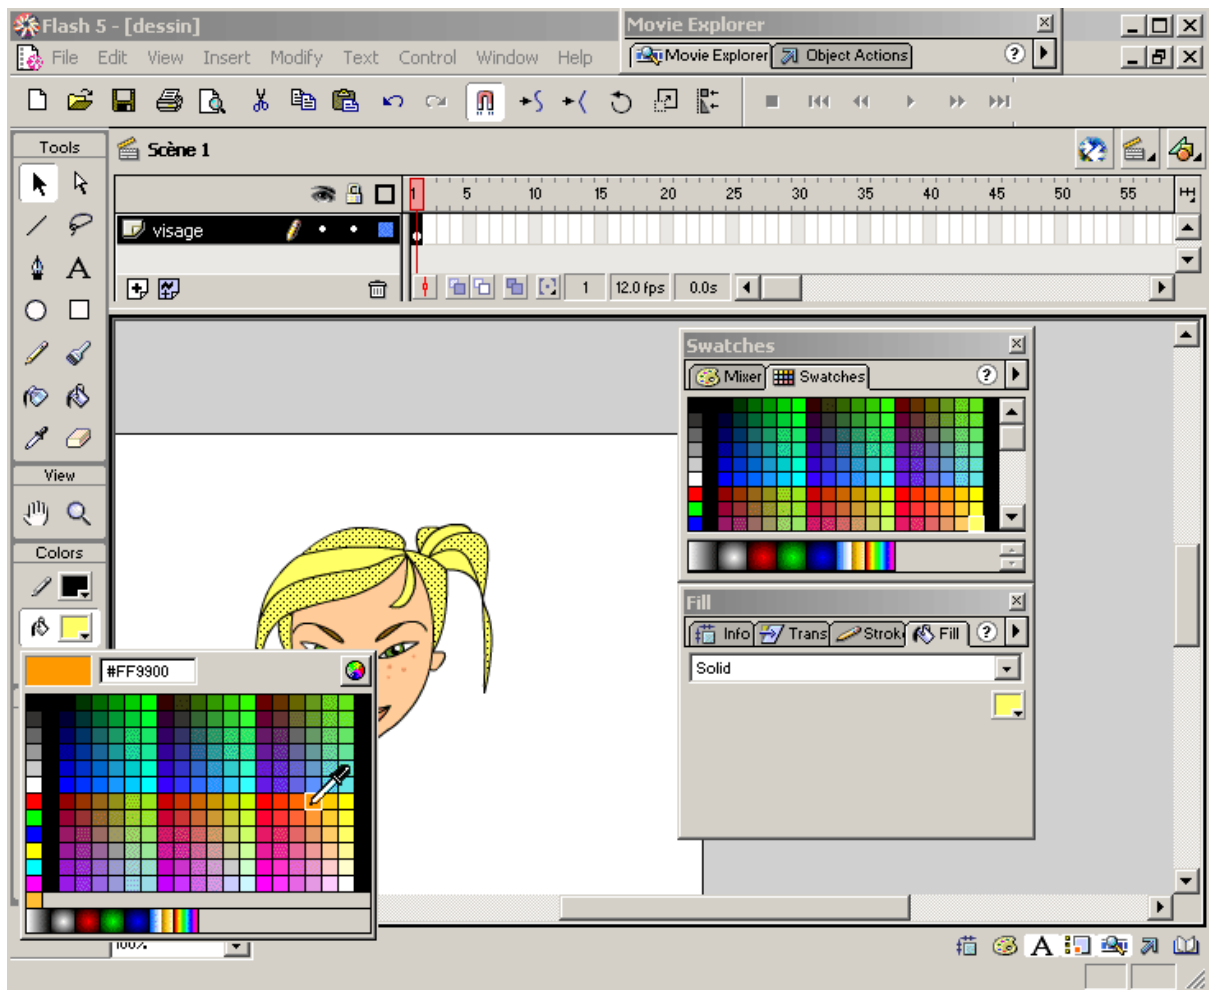 Flash 5 - [dessin]
Movie Explorer
File Edit View Insert Modify Text Control Window Help
Movie Explorer Object Actions ?
Tools
Scène 1
1 5 10 15 20 25 30 35 40 45 50 55
visage
A
1 12.0 fps 0.0s
Swatches
Mixer Swatches ?
View
Colors
Fill
Info Trans Strok Fill ?
Solid
#FF9900
100%
A